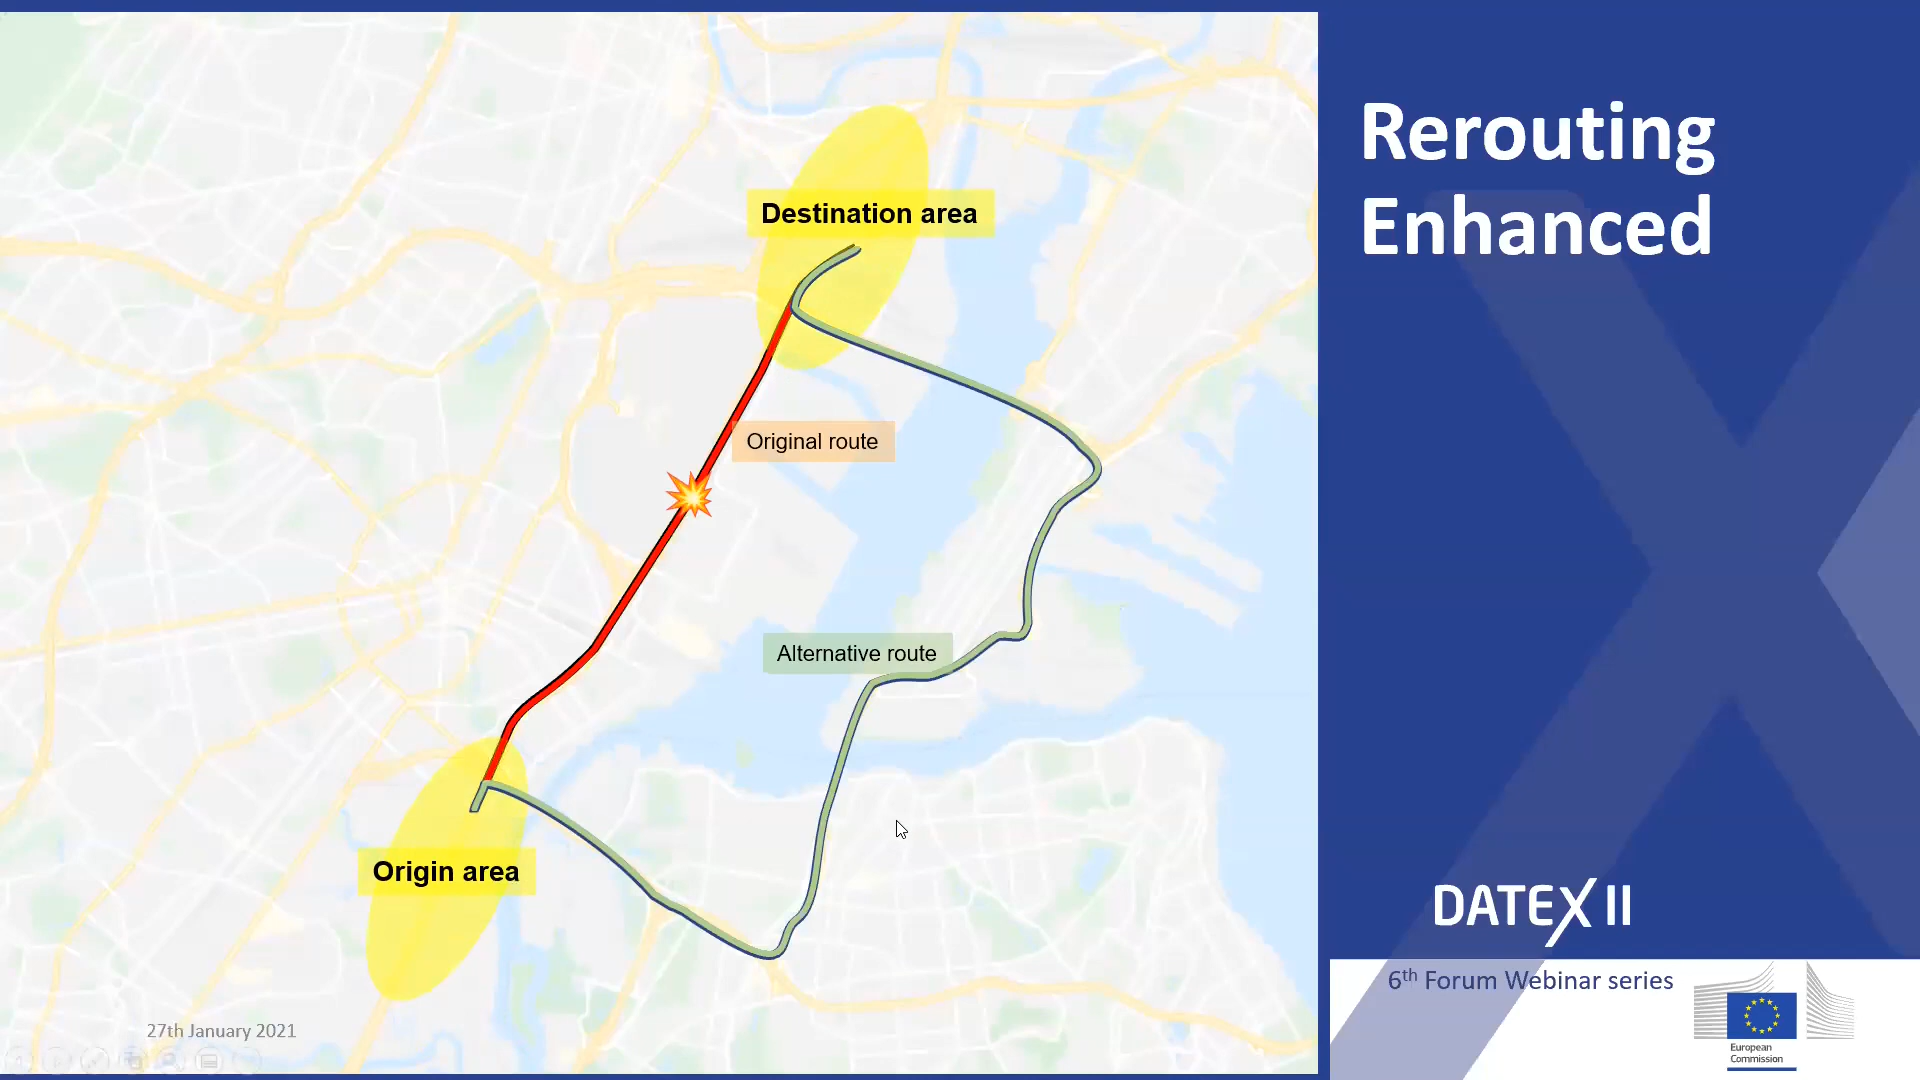 Rerouting
Enhanced
Destination area
Original route
Alternative route
Origin area
27th January 2021
DATEX II
6th Forum Webinar series
European
Commission